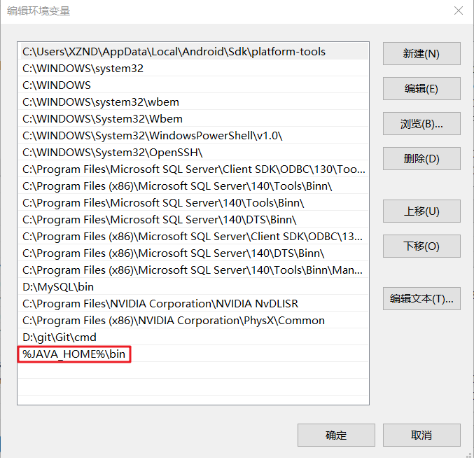 编辑环境变量
C:\Users\XZND\AppData\Local\Android\Sdk\platform-tools
C:\WINDOWS\system32
C:\WINDOWS
C:\WINDOWS\system32\wbem
C:\WINDOWS\System32\Wbem
C:\WINDOWS\System32\WindowsPowerShell\v1.0\
C:\WINDOWS\System32\OpenSSH\
C:\Program Files\Microsoft SQL Server\Client SDK\ODBC\130\Too...
C:\Program Files (x86)\Microsoft SQL Server\140\Tools\Binn\
C:\Program Files\Microsoft SQL Server\140\Tools\Binn\
C:\Program Files\Microsoft SQL Server\140\DTS\Binn\
C:\Program Files (x86)\Microsoft SQL Server\Client SDK\ODBC\13...
C:\Program Files (x86)\Microsoft SQL Server\140\DTS\Binn\
C:\Program Files (x86)\Microsoft SQL Server\140\Tools\Binn\Man...
D:\MySQL\bin
C:\Program Files\NVIDIA Corporation\NVIDIA NvDLISR
C:\Program Files (x86)\NVIDIA Corporation\PhysX\Common
D:\git\Git\cmd
%JAVA_HOME%\bin
新建(N)
编辑(E)
浏览(B)...
删除(D)
上移(U)
下移(O)
编辑文本(T)...
确定
取消